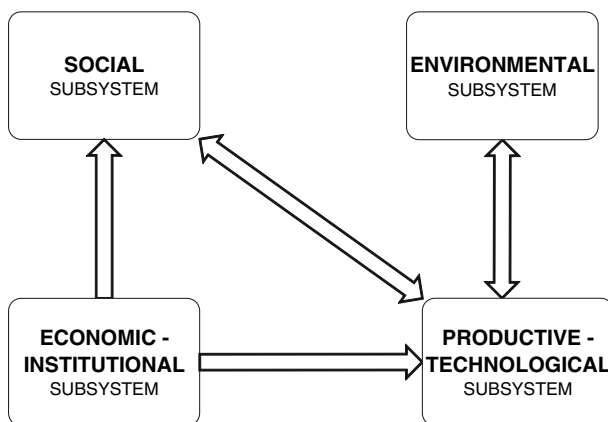 SOCIAL
SUBSYSTEM
ENVIRONMENTAL
SUBSYSTEM
ECONOMIC -
INSTITUTIONAL
SUBSYSTEM
PRODUCTIVE -
TECHNOLOGICAL
SUBSYSTEM